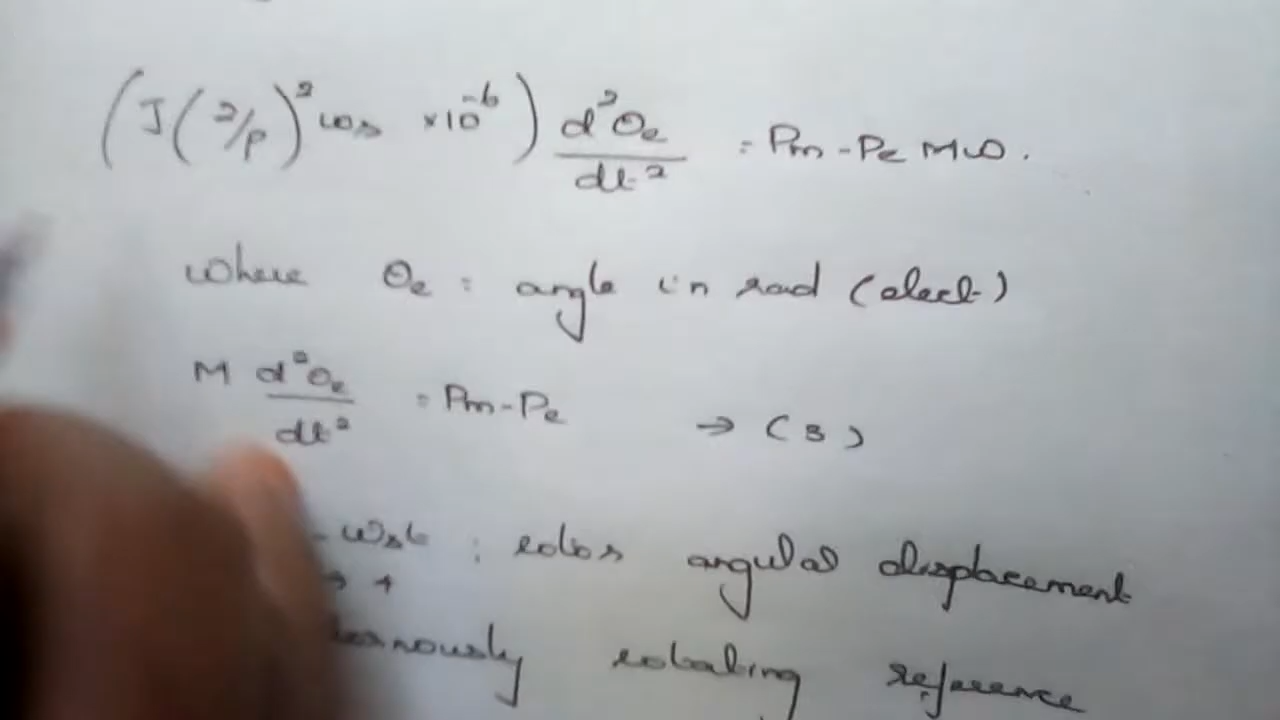 (J(2/P)² ωs ×10⁻⁶) d²θe/dt² = Pm - Pe MW.
where θe = angle in rad (elect)
M d²θe/dt² = Pm - Pe → (3)
- ωst : rotor angular displacement
rotating reference